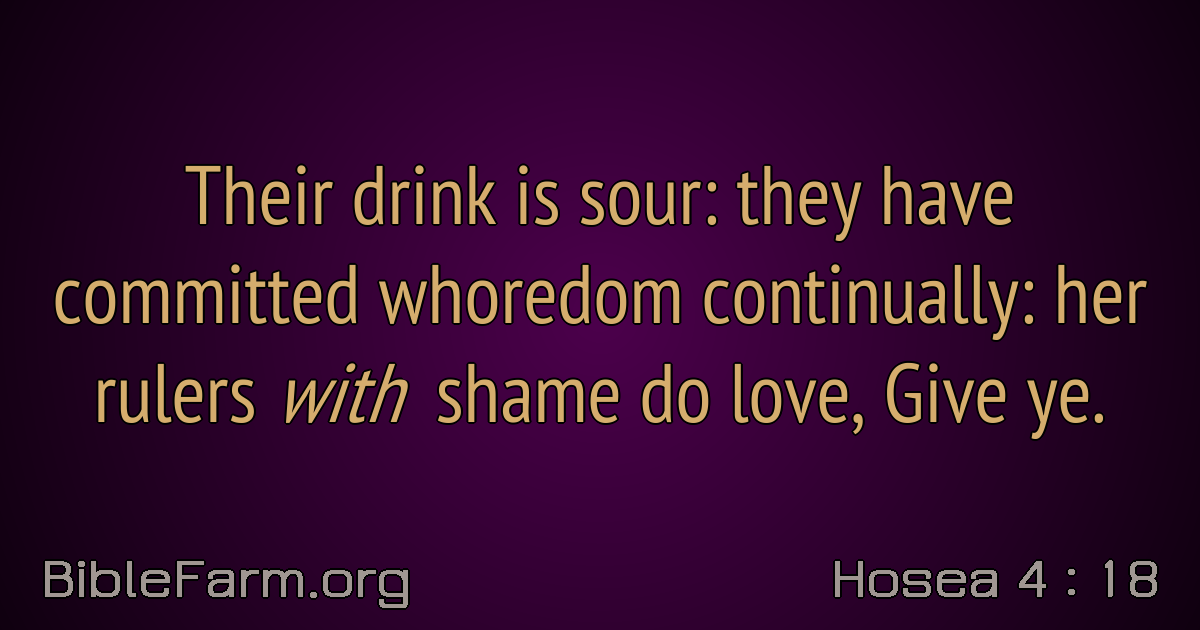 Their drink is sour: they have
committed whoredom continually: her
rulers with shame do love, Give ye.
BibleFarm.org
Hosea 4 : 18